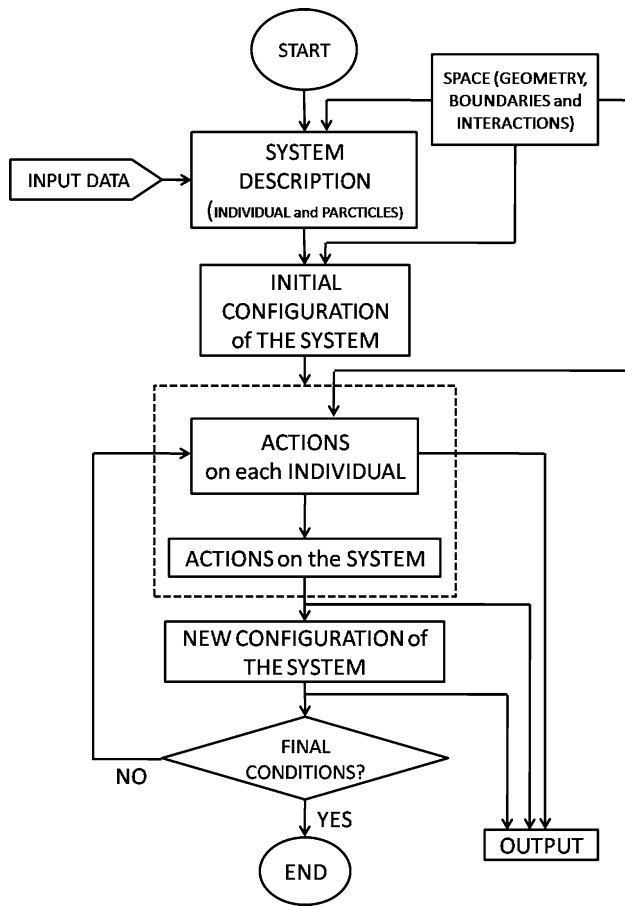 START
SPACE (GEOMETRY,
BOUNDARIES and
INTERACTIONS)
SYSTEM
DESCRIPTION
(INDIVIDUAL and PARCTICLES)
INPUT DATA
INITIAL
CONFIGURATION
of THE SYSTEM
ACTIONS
on each INDIVIDUAL
ACTIONS on the SYSTEM
NEW CONFIGURATION of
THE SYSTEM
FINAL
CONDITIONS?
NO
YES
OUTPUT
END